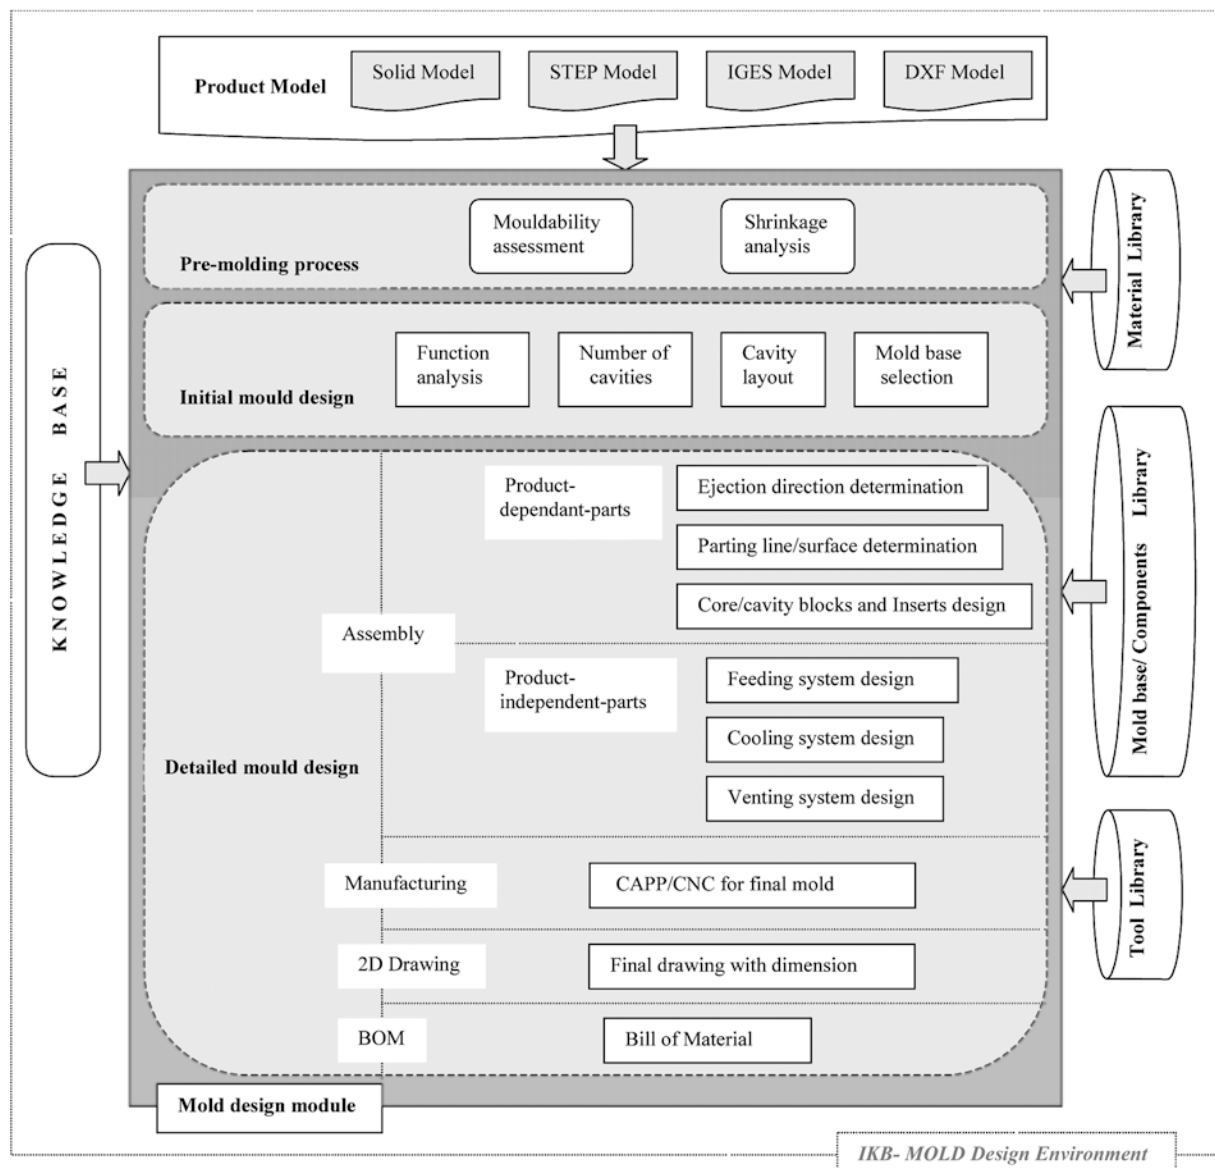 Product Model
Solid Model
STEP Model
IGES Model
DXF Model
Mouldability
assessment
Shrinkage
analysis
Pre-molding process
Function
analysis
Number of
cavities
Cavity
layout
Mold base
selection
Initial mould design
KNOWLEDGE BASE
Material Library
Product-
dependant-parts
Ejection direction determination
Parting line/surface determination
Core/cavity blocks and Inserts design
Assembly
Product-
independent-parts
Feeding system design
Cooling system design
Venting system design
Detailed mould design
Mold base/ Components Library
Manufacturing
CAPP/CNC for final mold
2D Drawing
Final drawing with dimension
BOM
Bill of Material
Tool Library
Mold design module
IKB- MOLD Design Environment